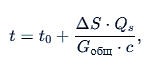 t = t₀ + ΔS · Qₛ / G_общ · c,